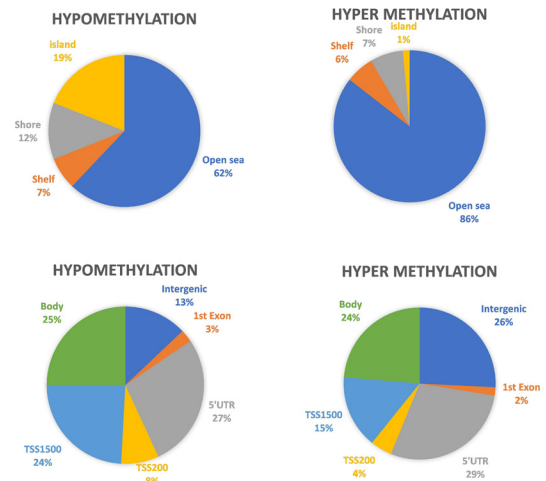 HYPOMETHYLATION
island
19%
Shore
12%
Shelf
7%
Open sea
62%
HYPER METHYLATION
Shore
7%
island
1%
Shelf
6%
Open sea
86%
HYPOMETHYLATION
Intergenic
13%
1st Exon
3%
Body
25%
5'UTR
27%
TSS1500
24%
TSS200
8%
HYPER METHYLATION
Body
24%
Intergenic
26%
1st Exon
2%
TSS1500
15%
TSS200
4%
5'UTR
29%